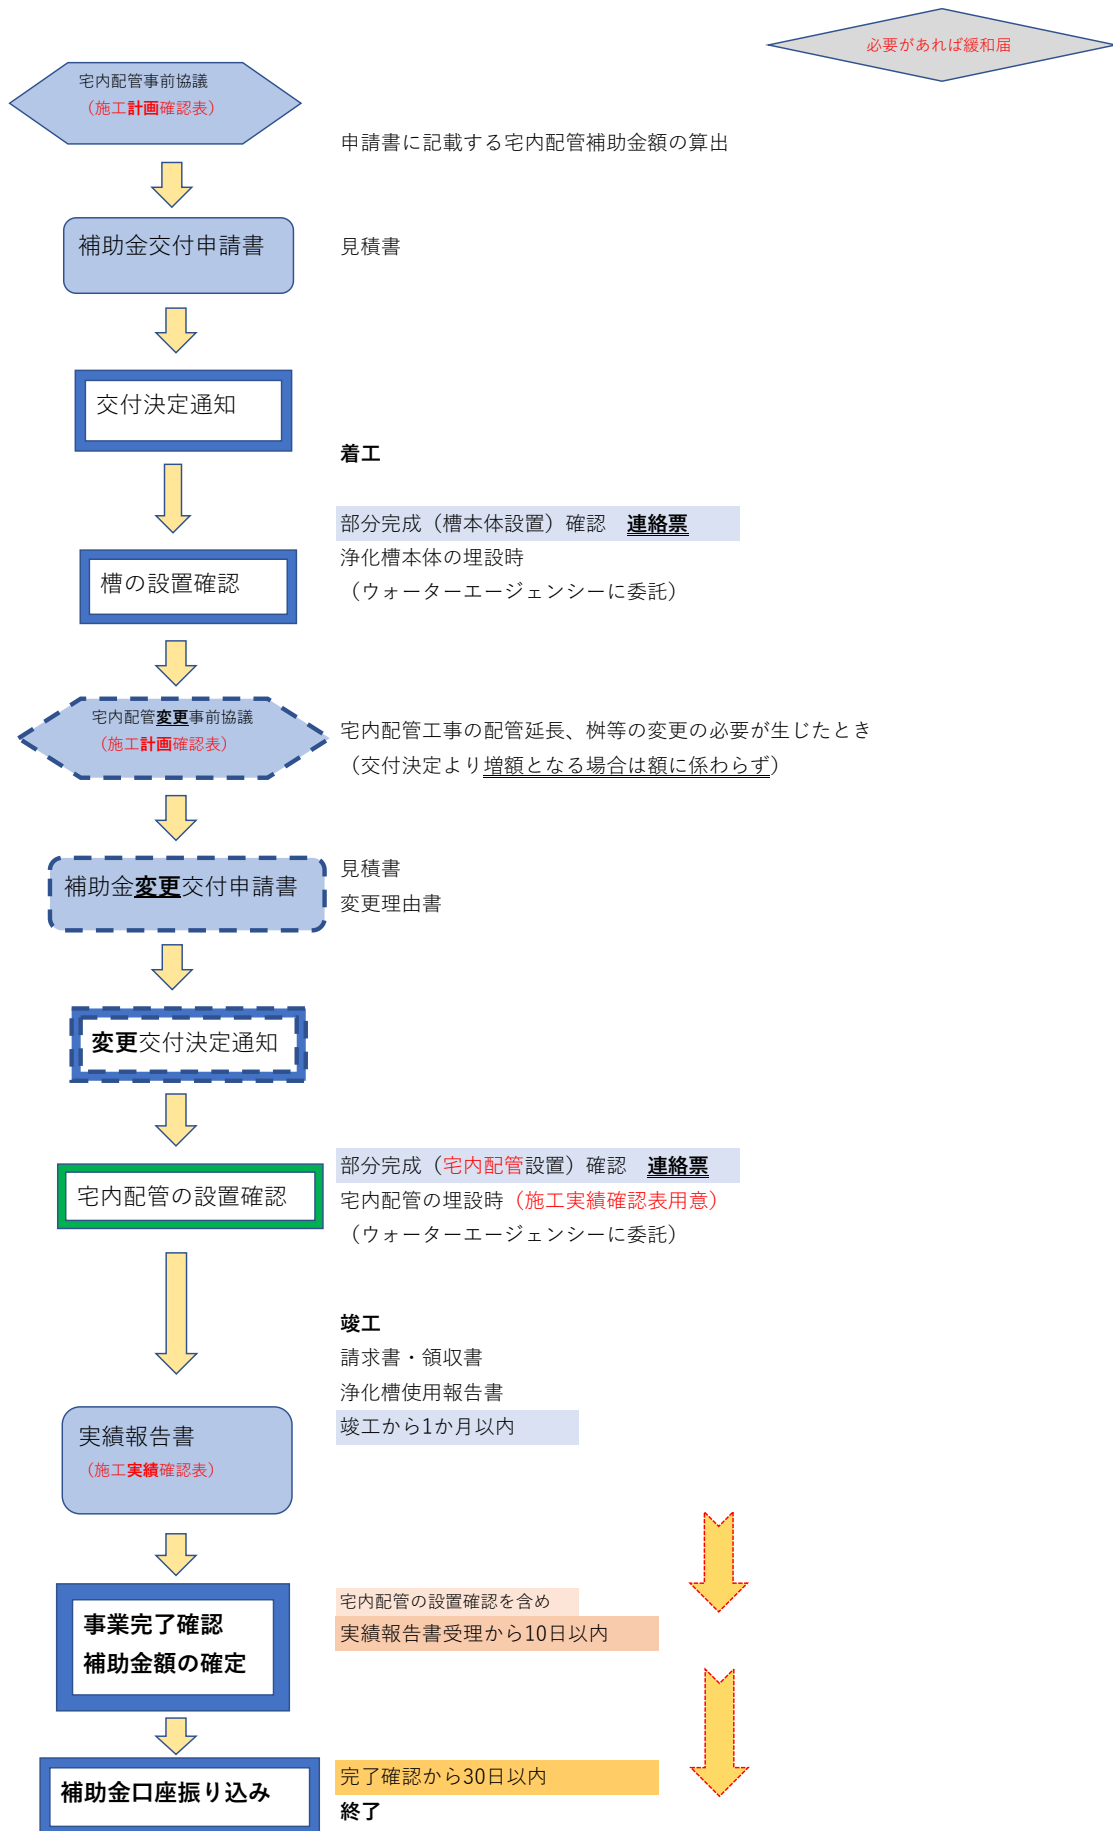 必要があれば緩和届
宅内配管事前協議
（施工計画確認表）
申請書に記載する宅内配管補助金額の算出
補助金交付申請書
見積書
交付決定通知
着工
部分完成（槽本体設置）確認　連絡票
浄化槽本体の埋設時
槽の設置確認
（ウォーターエージェンシーに委託）
宅内配管変更事前協議
（施工計画確認表）
宅内配管工事の配管延長、桝等の変更の必要が生じたとき
（交付決定より増額となる場合は額に係わらず）
補助金変更交付申請書
見積書
変更理由書
変更交付決定通知
部分完成（宅内配管設置）確認　連絡票
宅内配管の設置確認
宅内配管の埋設時（施工実績確認表用意）
（ウォーターエージェンシーに委託）
竣工
請求書・領収書
浄化槽使用報告書
竣工から1か月以内
実績報告書
（施工実績確認表）
宅内配管の設置確認を含め
実績報告書受理から10日以内
事業完了確認
補助金額の確定
完了確認から30日以内
補助金口座振り込み
終了